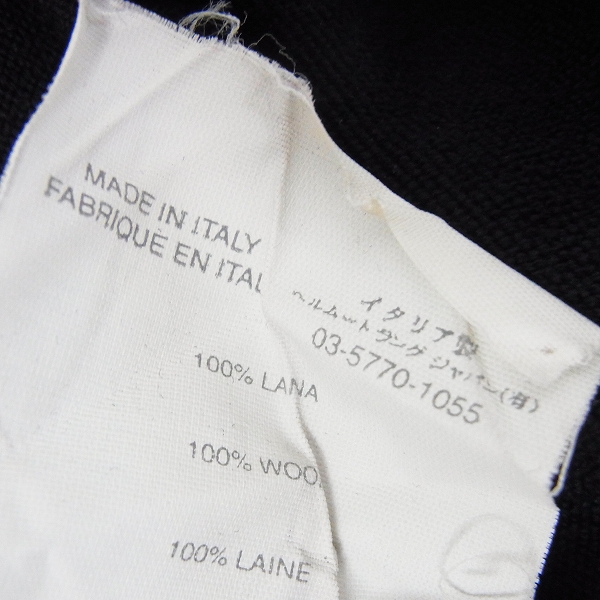 MADE IN ITALY
FABRIQUE EN ITAL
イタリア製
ヘルムット ラング ジャパン(有)
03-5770-1055
100% LANA
100% WOO
100% LAINE